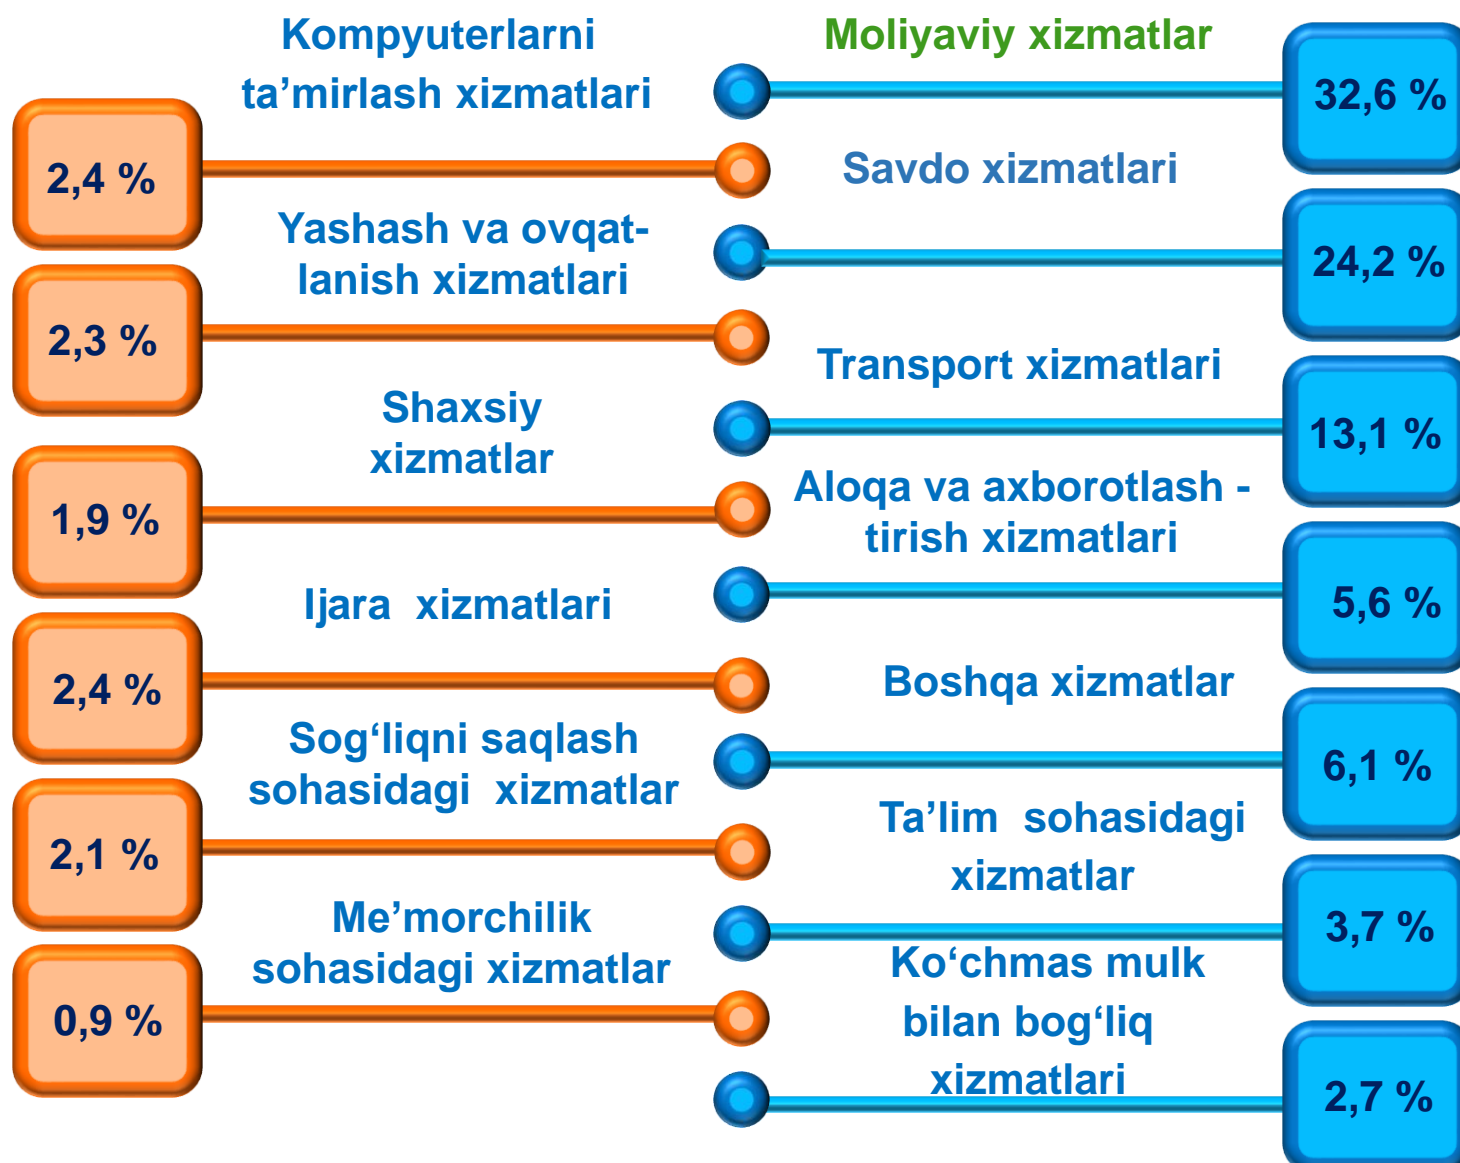 Kompyuterlarni
ta’mirlash xizmatlari
2,4 %
Yashash va ovqat-
lanish xizmatlari
2,3 %
Shaxsiy
xizmatlar
1,9 %
Ijara  xizmatlari
2,4 %
Sog‘liqni saqlash
sohasidagi  xizmatlar
2,1 %
Me’morchilik
sohasidagi xizmatlar
0,9 %
Moliyaviy xizmatlar
32,6 %
Savdo xizmatlari
24,2 %
Transport xizmatlari
13,1 %
Aloqa va axborotlash -
tirish xizmatlari
5,6 %
Boshqa xizmatlar
6,1 %
Ta’lim  sohasidagi
xizmatlar
3,7 %
Ko‘chmas mulk
bilan bog‘liq
xizmatlari
2,7 %